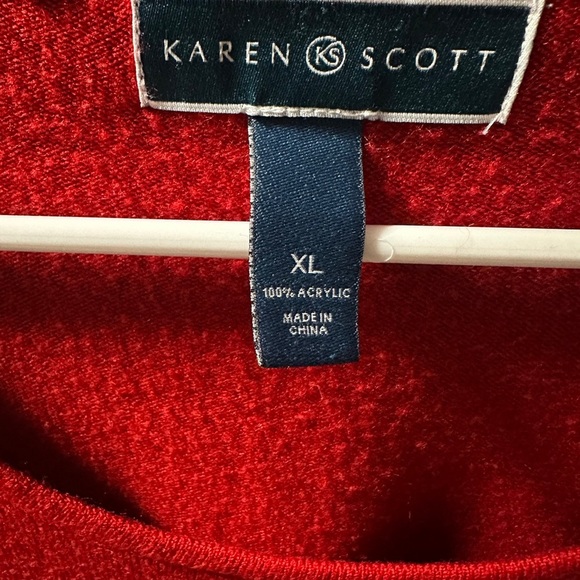 KAREN KS SCOTT
XL
100% ACRYLIC
MADE IN
CHINA